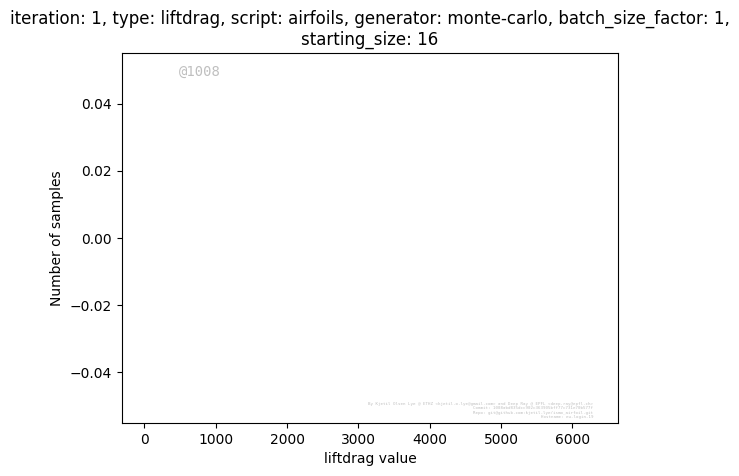 iteration: 1, type: liftdrag, script: airfoils, generator: monte-carlo, batch_size_factor: 1,
starting_size: 16
@1008
0.04
0.02
0.00
−0.02
−0.04
Number of samples
0 1000 2000 3000 4000 5000 6000
liftdrag value